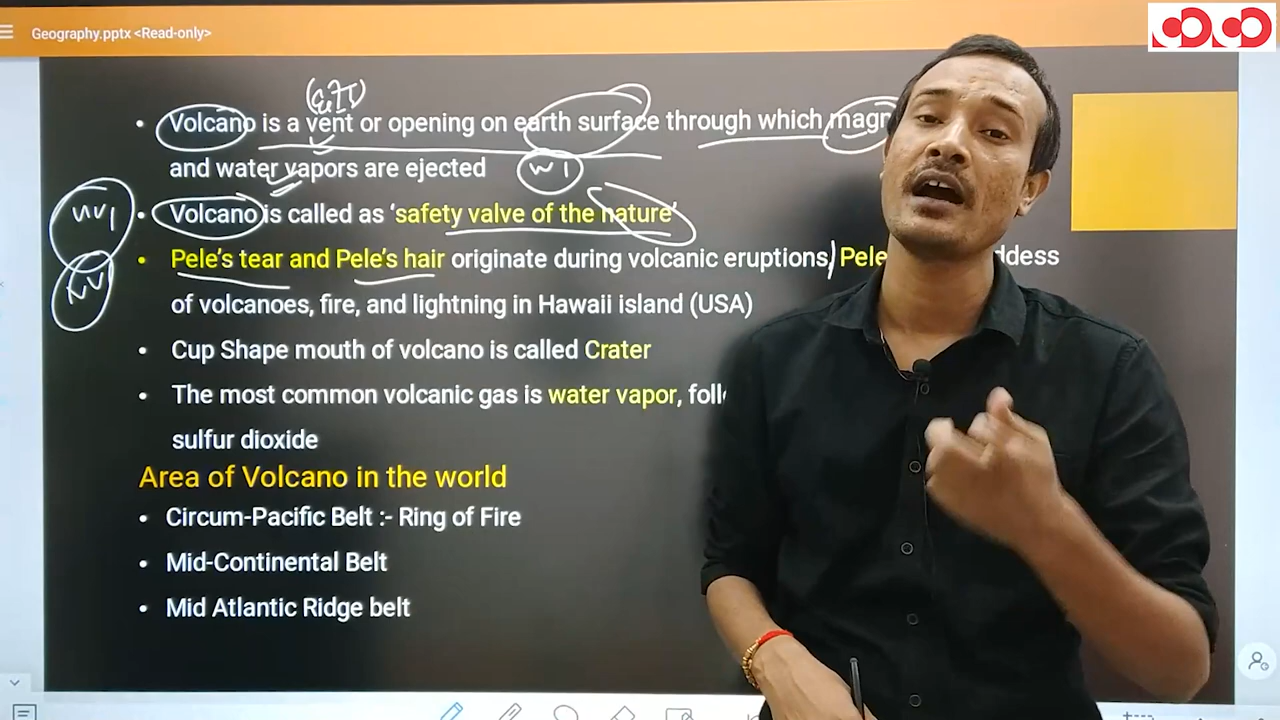 Geography.pptx <Read-only>
Volcano is a vent or opening on earth surface through which
and water vapors are ejected
Volcano is called as ‘safety valve of the nature’
Pele’s tear and Pele’s hair originate during volcanic eruptions, Pele
of volcanoes, fire, and lightning in Hawaii island (USA)
Cup Shape mouth of volcano is called Crater
The most common volcanic gas is water vapor,
sulfur dioxide
Area of Volcano in the world
Circum-Pacific Belt :- Ring of Fire
Mid-Continental Belt
Mid Atlantic Ridge belt